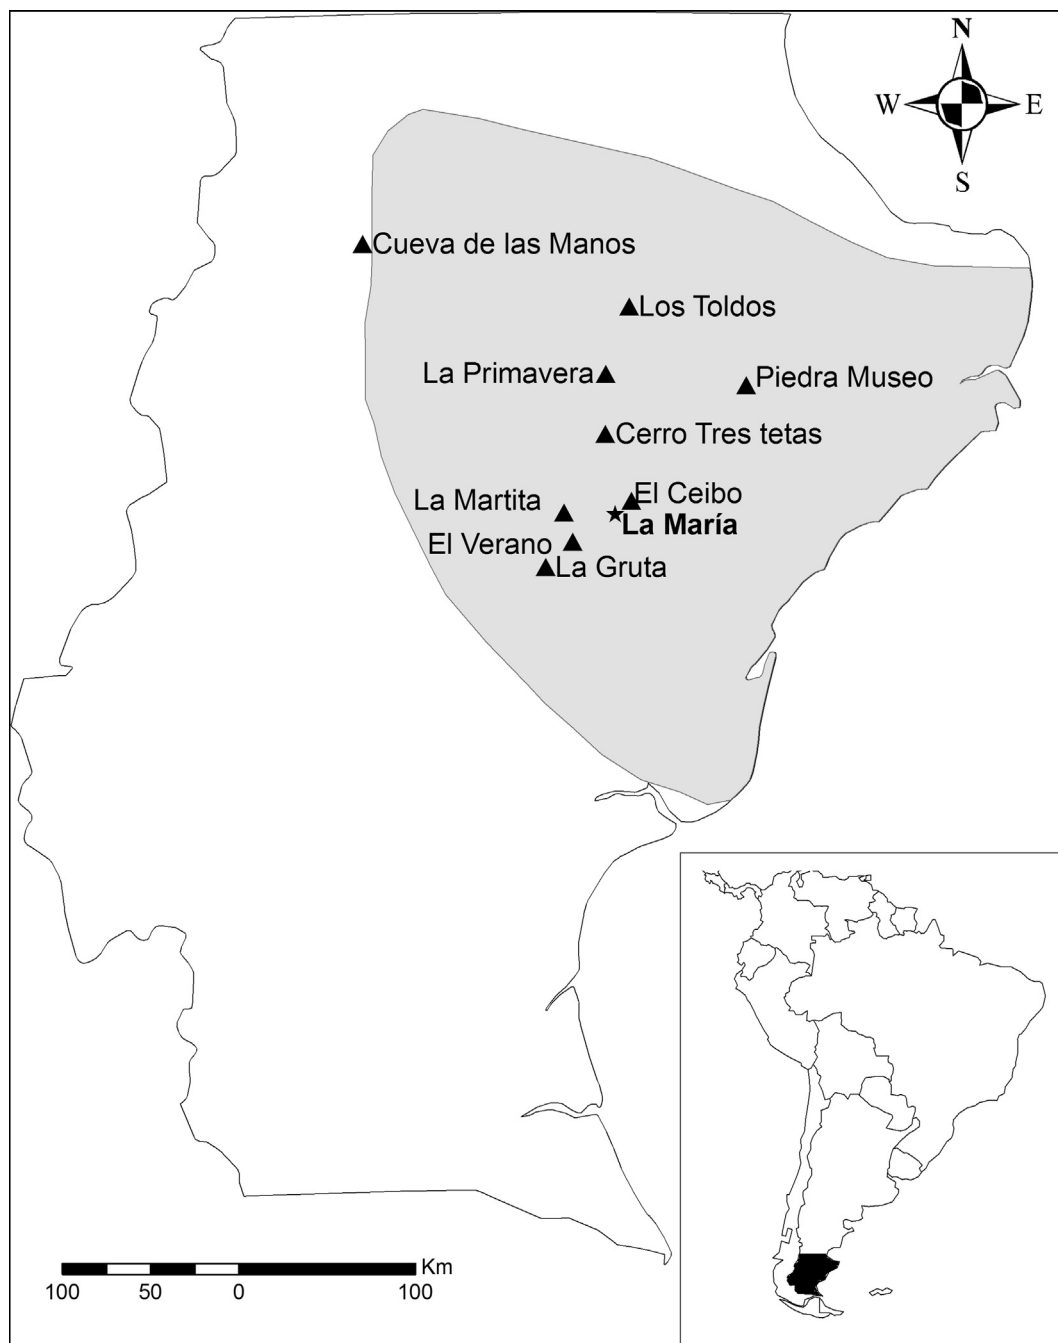 N
W E
S
Cueva de las Manos
Los Toldos
La Primavera
Piedra Museo
Cerro Tres tetas
El Ceibo
La Martita
La María
El Verano
La Gruta
Km
100 50 0 100